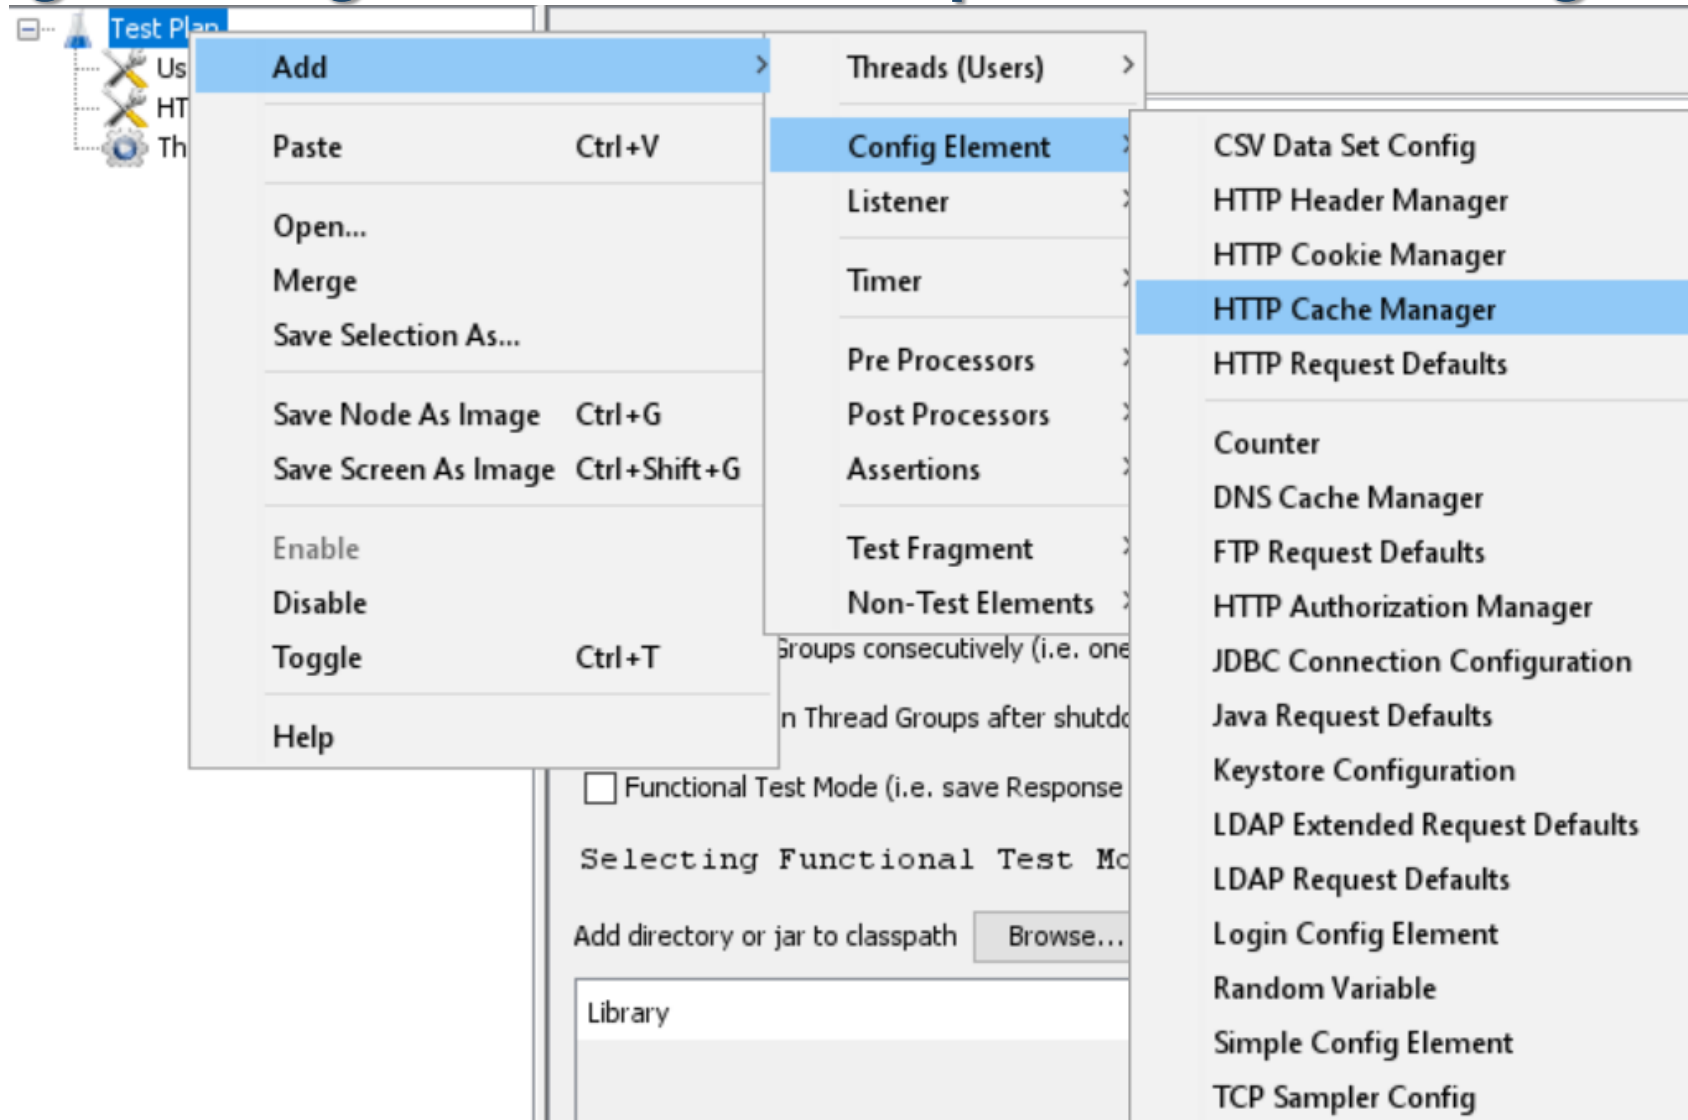 Test Plan
Us
HT
Th
Add
Paste Ctrl+V
Open...
Merge
Save Selection As...
Save Node As Image Ctrl+G
Save Screen As Image Ctrl+Shift+G
Enable
Disable
Toggle Ctrl+T
Help
Threads (Users)
Config Element
Listener
Timer
Pre Processors
Post Processors
Assertions
Test Fragment
Non-Test Elements
CSV Data Set Config
HTTP Header Manager
HTTP Cookie Manager
HTTP Cache Manager
HTTP Request Defaults
Counter
DNS Cache Manager
FTP Request Defaults
HTTP Authorization Manager
JDBC Connection Configuration
Java Request Defaults
Keystore Configuration
LDAP Extended Request Defaults
LDAP Request Defaults
Login Config Element
Random Variable
Simple Config Element
TCP Sampler Config
Groups consecutively (i.e. one
n Thread Groups after shutdo
Functional Test Mode (i.e. save Response
Selecting Functional Test Mo
Add directory or jar to classpath Browse...
Library